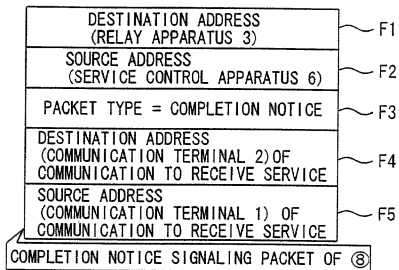 DESTINATION ADDRESS
(RELAY APPARATUS 3)
F1
SOURCE ADDRESS
(SERVICE CONTROL APPARATUS 6)
F2
PACKET TYPE = COMPLETION NOTICE
F3
DESTINATION ADDRESS
(COMMUNICATION TERMINAL 2) OF
COMMUNICATION TO RECEIVE SERVICE
F4
SOURCE ADDRESS
(COMMUNICATION TERMINAL 1) OF
COMMUNICATION TO RECEIVE SERVICE
F5
COMPLETION NOTICE SIGNALING PACKET OF ⑧